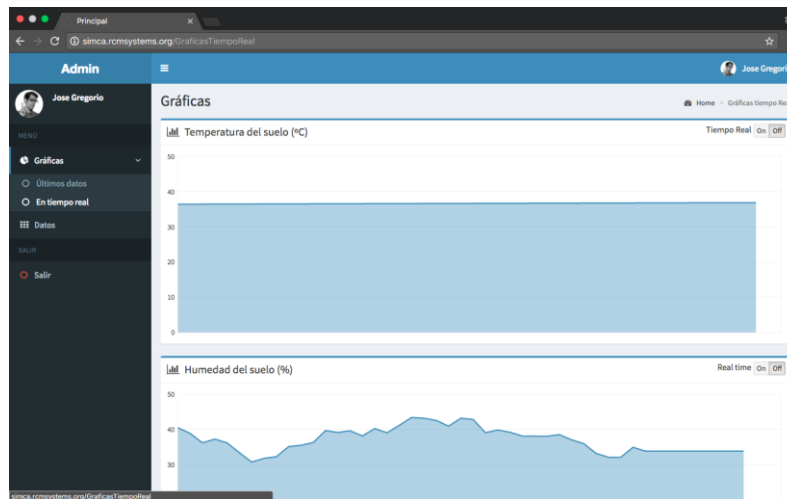 Principal
simca.rcmsystems.org/GraficasTiempoReal
Admin
Jose Gregori
Jose Gregorio
MENÚ
Gráficas
Últimos datos
En tiempo real
Datos
SALIR
Salir
Gráficas
Home > Gráficas tiempo Rea
Temperatura del suelo (ºC)
Tiempo Real On Off
50
40
30
20
10
0
Humedad del suelo (%)
Real time On Off
50
40
30
simca.rcmsystems.org/GraficasTiempoReal